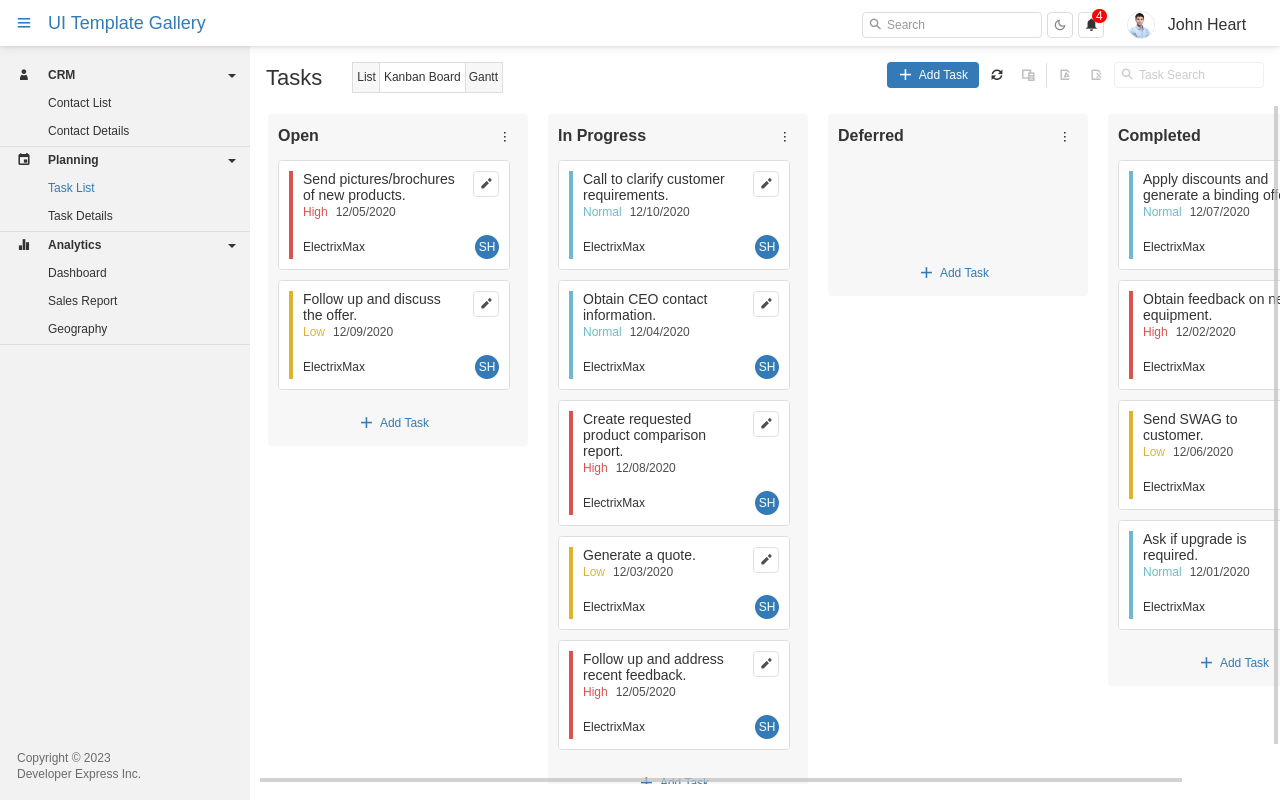 UI Template Gallery
Search
4
John Heart
CRM
Contact List
Contact Details
Planning
Task List
Task Details
Analytics
Dashboard
Sales Report
Geography
Copyright © 2023
Developer Express Inc.
Tasks
List
Kanban Board
Gantt
Add Task
Task Search
Open
Send pictures/brochures
of new products.
High 12/05/2020
ElectrixMax
SH
Follow up and discuss
the offer.
Low 12/09/2020
ElectrixMax
SH
Add Task
In Progress
Call to clarify customer
requirements.
Normal 12/10/2020
ElectrixMax
SH
Obtain CEO contact
information.
Normal 12/04/2020
ElectrixMax
SH
Create requested
product comparison
report.
High 12/08/2020
ElectrixMax
SH
Generate a quote.
Low 12/03/2020
ElectrixMax
SH
Follow up and address
recent feedback.
High 12/05/2020
ElectrixMax
SH
Add Task
Deferred
Add Task
Completed
Apply discounts and
generate a binding
Normal 12/07/2020
ElectrixMax
Obtain feedback on
equipment.
High 12/02/2020
ElectrixMax
Send SWAG to
customer.
Low 12/06/2020
ElectrixMax
Ask if upgrade is
required.
Normal 12/01/2020
ElectrixMax
Add Task